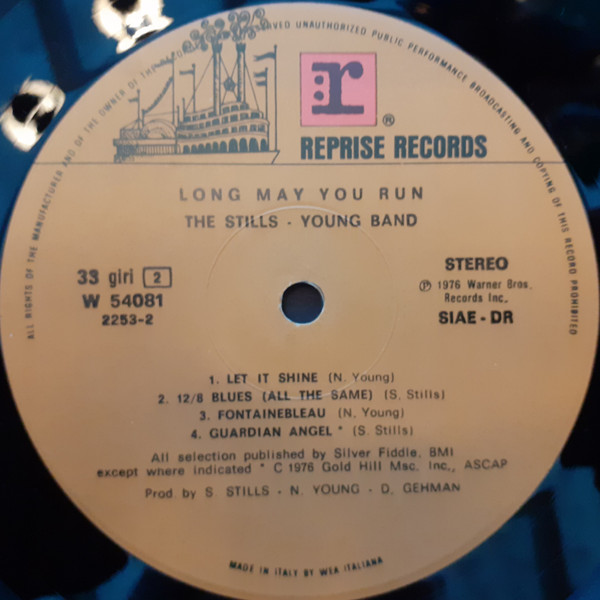 ALL RIGHTS OF THE MANUFACTURER AND OF THE OWNER OF THE RECORDED WORK RESERVED UNAUTHORIZED PUBLIC PERFORMANCE BROADCASTING AND COPYING OF THIS RECORD PROHIBITED
:r
®
REPRISE RECORDS
LONG MAY YOU RUN
THE STILLS - YOUNG BAND
33 giri 2
W 54081
2253-2
STEREO
℗ 1976 Warner Bros.
Records Inc.
SIAE - DR
1. LET IT SHINE (N. Young)
2. 12/8 BLUES (ALL THE SAME) (S. Stills)
3. FONTAINEBLEAU (N. Young)
4. GUARDIAN ANGEL * (S. Stills)
All selection published by Silver Fiddle, BMI
except where indicated * C 1976 Gold Hill Msc. Inc., ASCAP
Prod. by S. STILLS - N. YOUNG - D. GEHMAN
MADE IN ITALY BY WEA ITALIANA